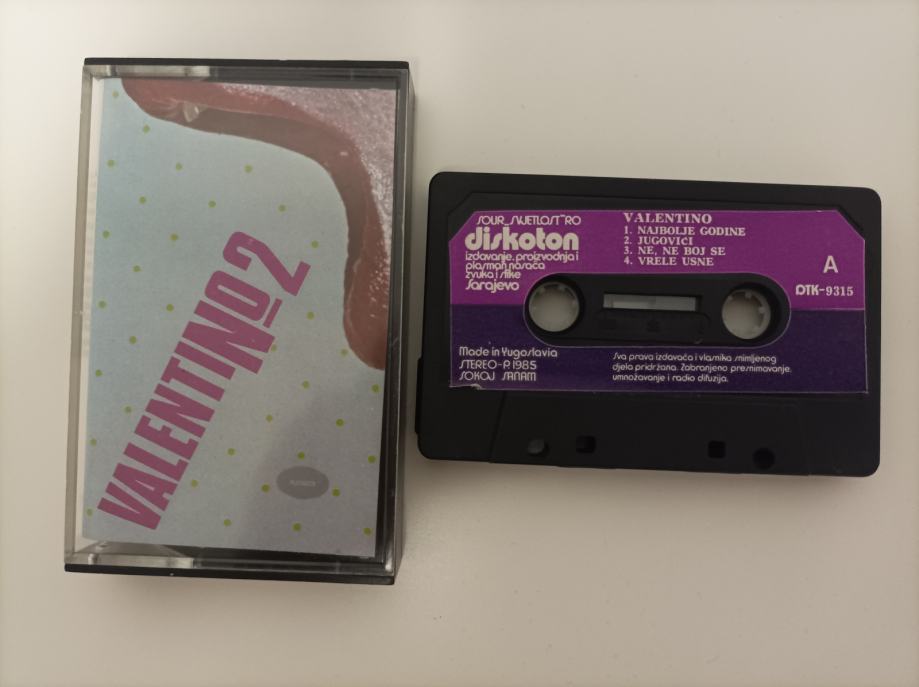 VALENTINO
No 2
SOUR "SVJETLOST" RO
diskoton
izdavanje, proizvodnja i
plasman nosača
zvuka i slike
Sarajevo
VALENTINO
1. NAJBOLJE GODINE
2. JUGOVIĆI
3. NE, NE BOJ SE
4. VRELE USNE
A
DTK-9315
Made in Yugoslavia
STEREO-P 1985
SOKOJ SANAM
Sva prava izdavača i vlasnika snimljenog
djela pridržana. Zabranjeno presnimavanje,
umnožavanje i radio difuzija.